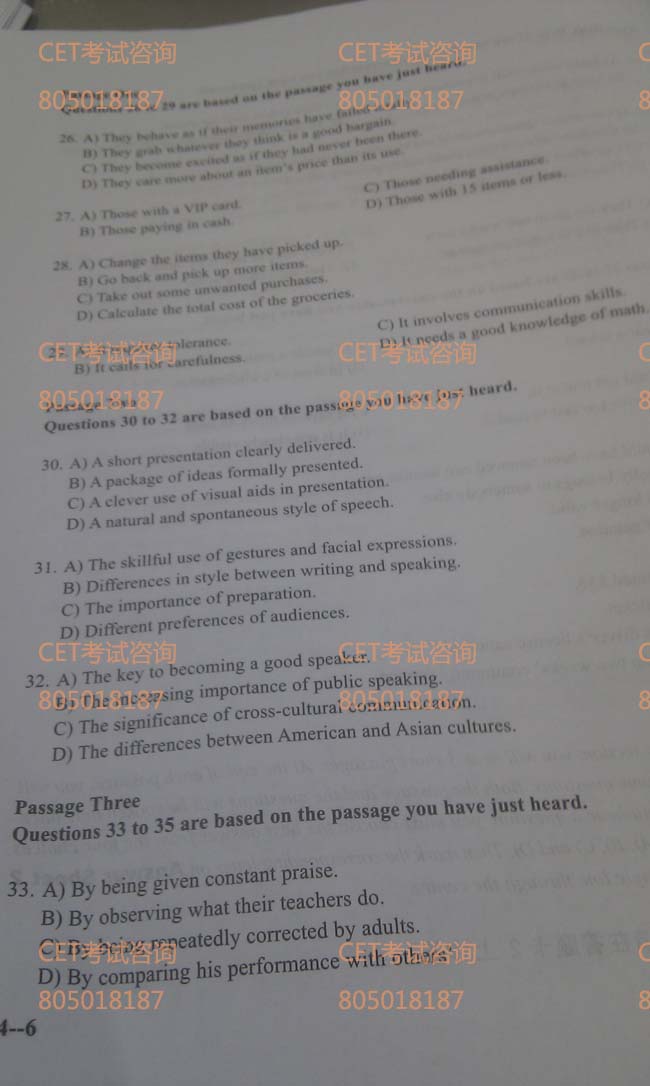 CET考试咨询 CET考试咨询
805018187 805018187
Questions 29 are based on the passage you have just heard.
26. A) They behave as if their memories have failed
B) They grab whatever they think is a good bargain.
C) They become excited as if they had never been there.
D) They care more about an item's price than its use.
27. A) Those with a VIP card.
C) Those needing assistance.
B) Those paying in cash.
D) Those with 15 items or less.
28. A) Change the items they have picked up.
B) Go back and pick up more items.
C) Take out some unwanted purchases.
D) Calculate the total cost of the groceries.
tolerance.
C) It involves communication skills.
CET考试咨询 CET考试咨询
B) It calls for carefulness.
D) It needs a good knowledge of math.
805018187 805018187
Passage Two
Questions 30 to 32 are based on the passage you have just heard.
30. A) A short presentation clearly delivered.
B) A package of ideas formally presented.
C) A clever use of visual aids in presentation.
D) A natural and spontaneous style of speech.
31. A) The skillful use of gestures and facial expressions.
B) Differences in style between writing and speaking.
C) The importance of preparation.
D) Different preferences of audiences.
CET考试咨询 CET考试咨询
32. A) The key to becoming a good speaker.
B) The increasing importance of public speaking.
805018187 805018187
C) The significance of cross-cultural communication.
D) The differences between American and Asian cultures.
Passage Three
Questions 33 to 35 are based on the passage you have just heard.
33. A) By being given constant praise.
B) By observing what their teachers do.
C) By being repeatedly corrected by adults.
CET考试咨询 CET考试咨询
D) By comparing his performance with others'
805018187 805018187
4--6